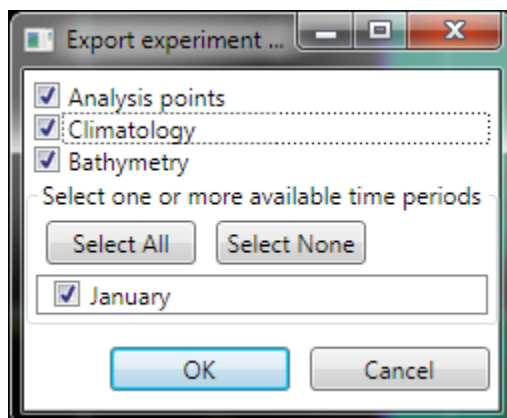 Export experiment ...
Analysis points
Climatology
Bathymetry
Select one or more available time periods
Select All Select None
January
OK Cancel